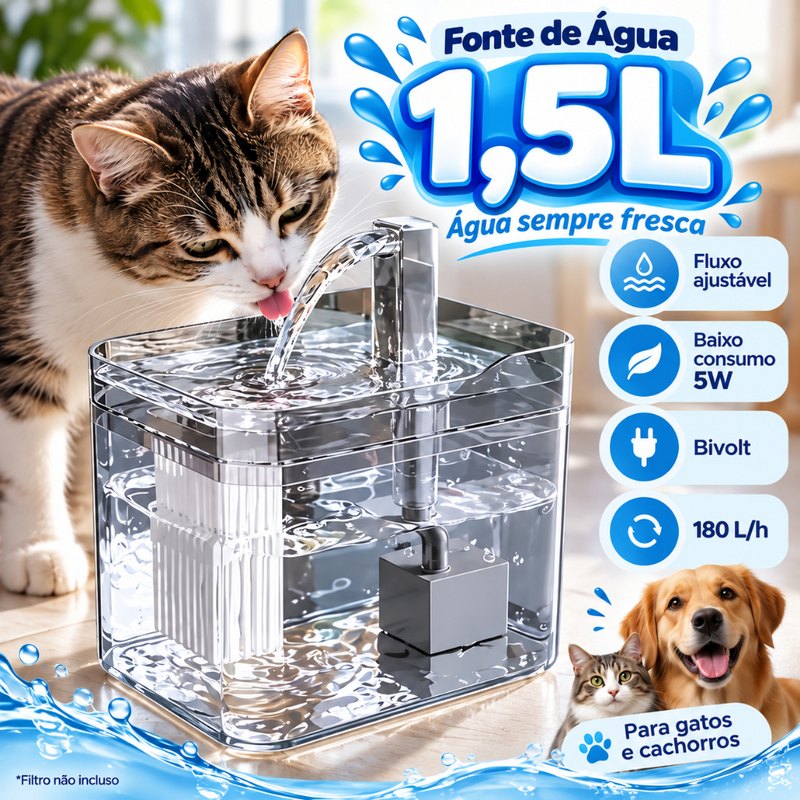 Fonte de Água
1,5L
Água sempre fresca
Fluxo
ajustável
Baixo
consumo
5W
Bivolt
180 L/h
Para gatos
e cachorros
*Filtro não incluso